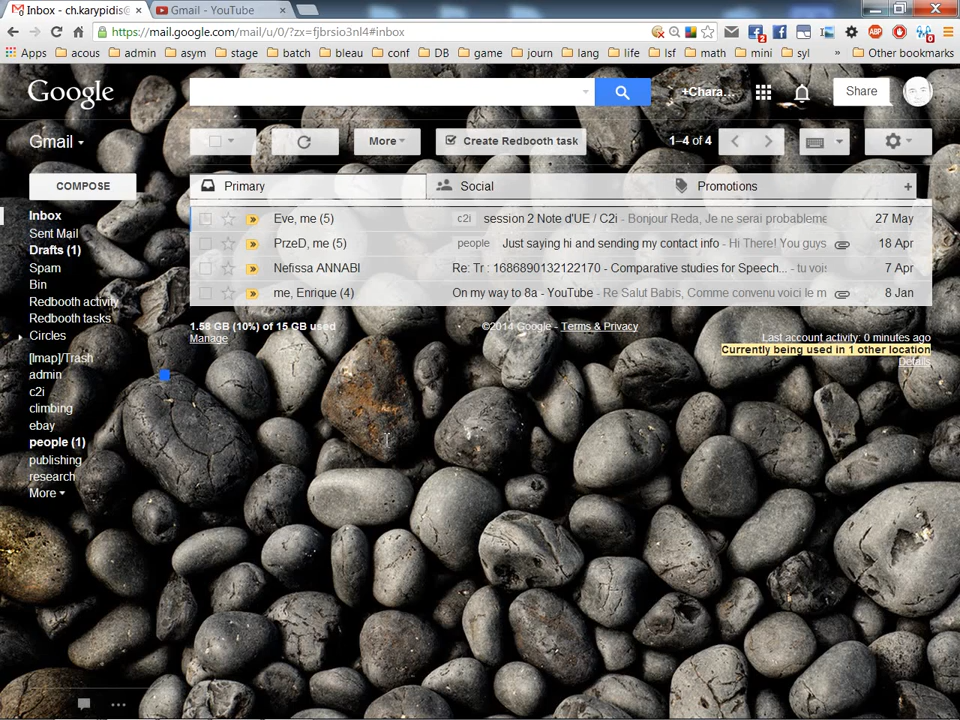 Inbox - ch.karypidis@
Gmail - YouTube
https://mail.google.com/mail/u/0/?zx=fjbrsio3nl4#inbox
Apps acous admin asym stage batch bleau conf DB game journ lang life lsf math mini syl » Other bookmarks
Google +Chara... Share
Gmail More Create Redbooth task 1–4 of 4
COMPOSE
Primary Social Promotions +
Inbox
Sent Mail
Drafts (1)
Spam
Bin
Redbooth activity
Redbooth tasks
Circles
[Imap]/Trash
admin
c2i
climbing
ebay
people (1)
publishing
research
More
Eve, me (5) c2i session 2 Note d'UE / C2i - Bonjour Reda, Je ne serai probableme 27 May
PrzeD, me (5) people Just saying hi and sending my contact info - Hi There! You guys 18 Apr
Nefissa ANNABI Re: Tr : 1686890132122170 - Comparative studies for Speech... - tu vois 7 Apr
me, Enrique (4) On my way to 8a - YouTube - Re Salut Babis, Comme convenu voici le m 8 Jan
1.58 GB (10%) of 15 GB used
Manage
©2014 Google - Terms & Privacy
Last account activity: 0 minutes ago
Currently being used in 1 other location
Details